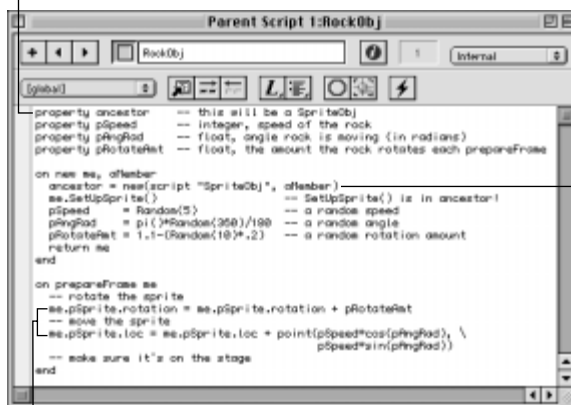 Parent Script 1:RockObj
RockObj
1
Internal
[global]
property ancestor -- this will be a SpriteObj
property pSpeed -- integer, speed of the rock
property pAngRad -- float, angle rock is moving (in radians)
property pRotateAmt -- float, the amount the rock rotates each prepareFrame
on new me, aMember
ancestor = new(script "SpriteObj", aMember)
me.SetUpSprite() -- SetUpSprite() is in ancestor!
pSpeed = Random(5) -- a random speed
pAngRad = pi()*Random(360)/180 -- a random angle
pRotateAmt = 1.1-(Random(10)*.2) -- a random rotation amount
return me
end
on prepareFrame me
-- rotate the sprite
me.pSprite.rotation = me.pSprite.rotation + pRotateAmt
-- move the sprite
me.pSprite.loc = me.pSprite.loc + point(pSpeed*cos(pAngRad), \
pSpeed*sin(pAngRad))
-- make sure it's on the stage
end